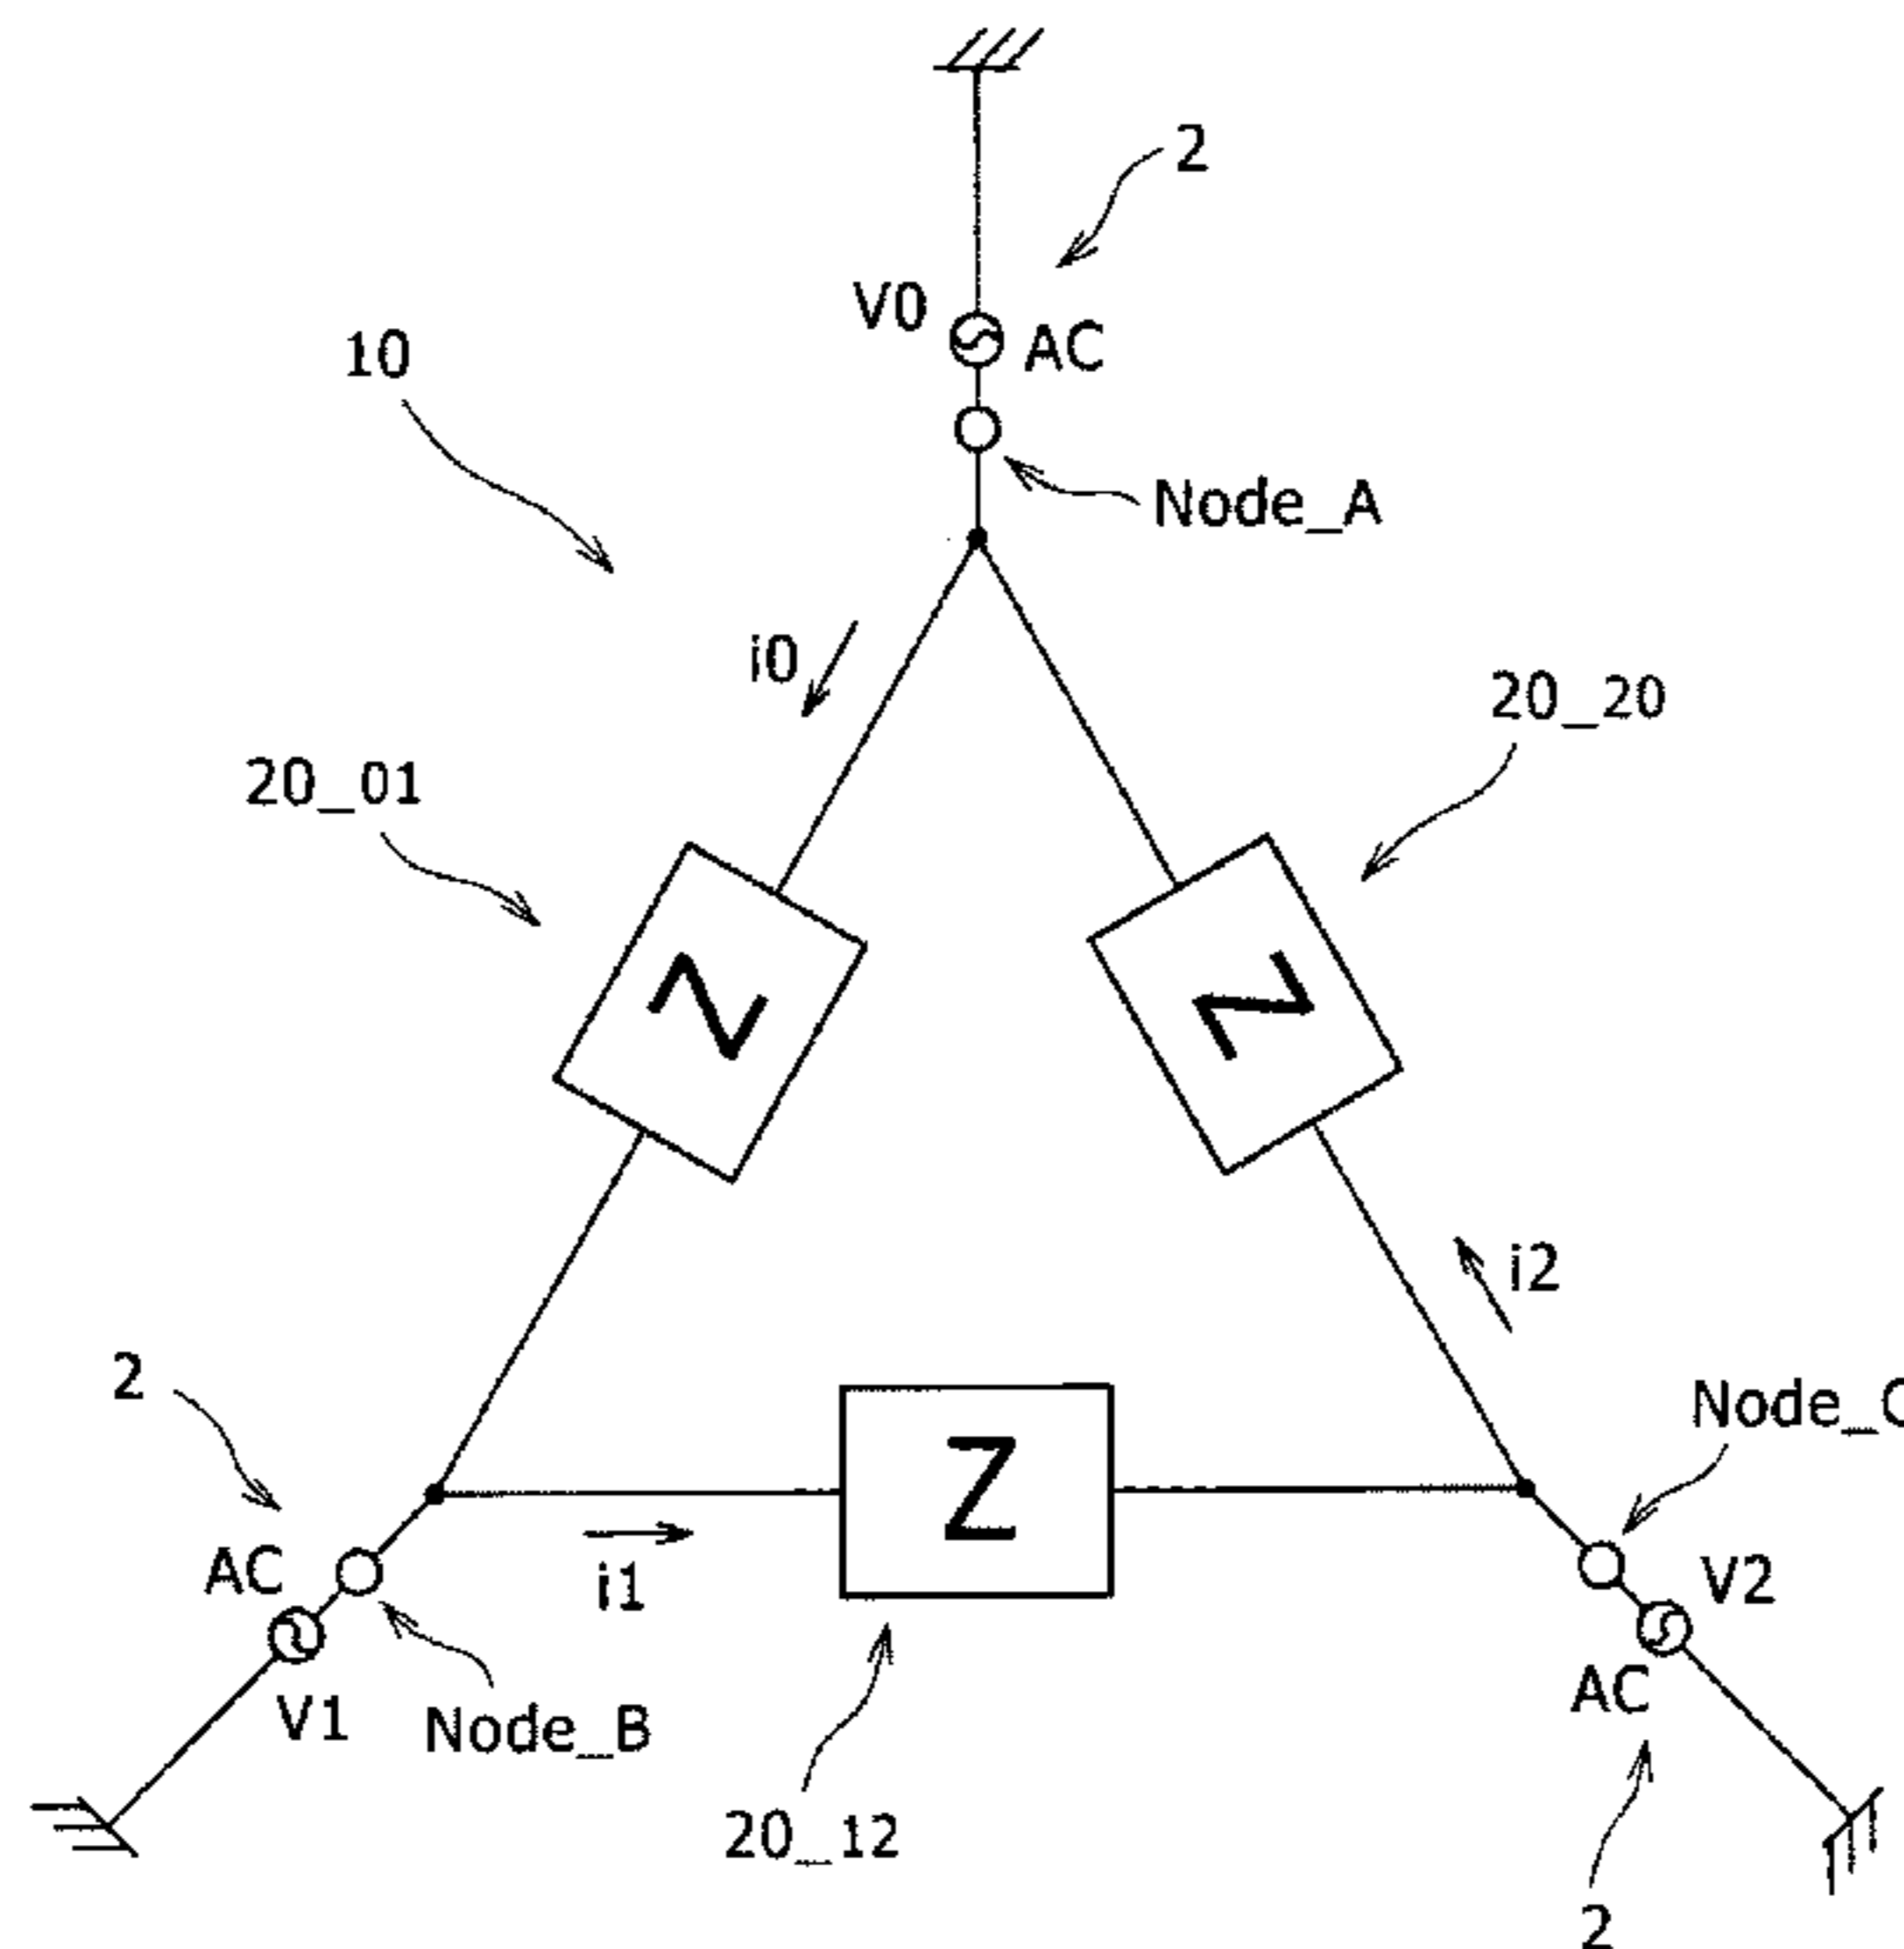 2
V0
AC
10
Node_A
i0
20_20
20_01
Z
Z
i2
2
Node_C
Z
AC
V2
i1
V1
Node_B
AC
20_12
2